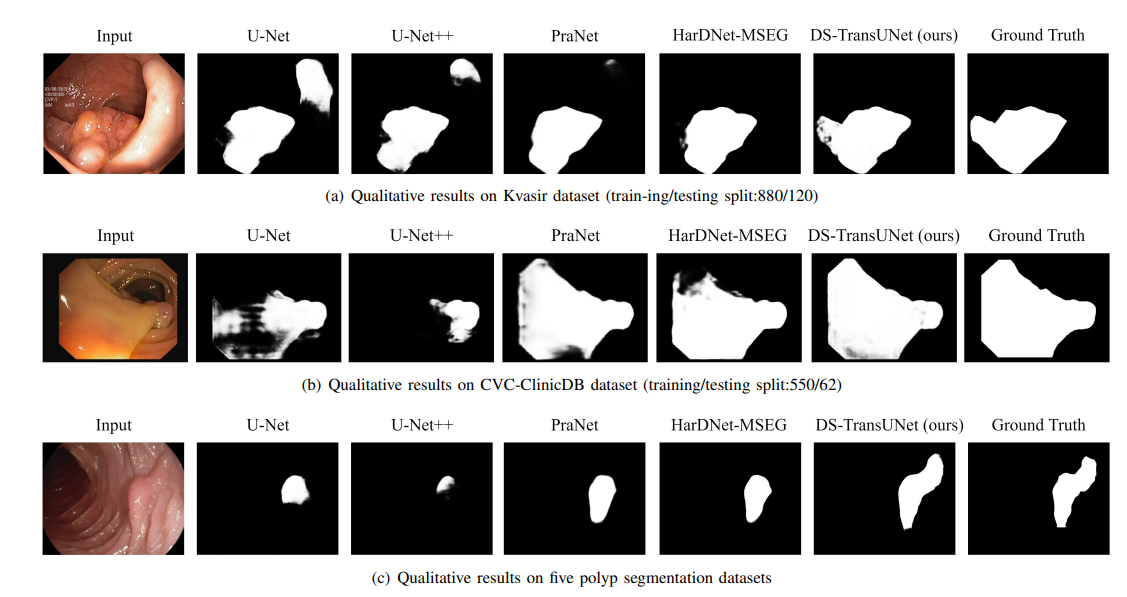 Input U-Net U-Net++ PraNet HarDNet-MSEG DS-TransUNet (ours) Ground Truth
(a) Qualitative results on Kvasir dataset (train-ing/testing split:880/120)
Input U-Net U-Net++ PraNet HarDNet-MSEG DS-TransUNet (ours) Ground Truth
(b) Qualitative results on CVC-ClinicDB dataset (training/testing split:550/62)
Input U-Net U-Net++ PraNet HarDNet-MSEG DS-TransUNet (ours) Ground Truth
(c) Qualitative results on five polyp segmentation datasets